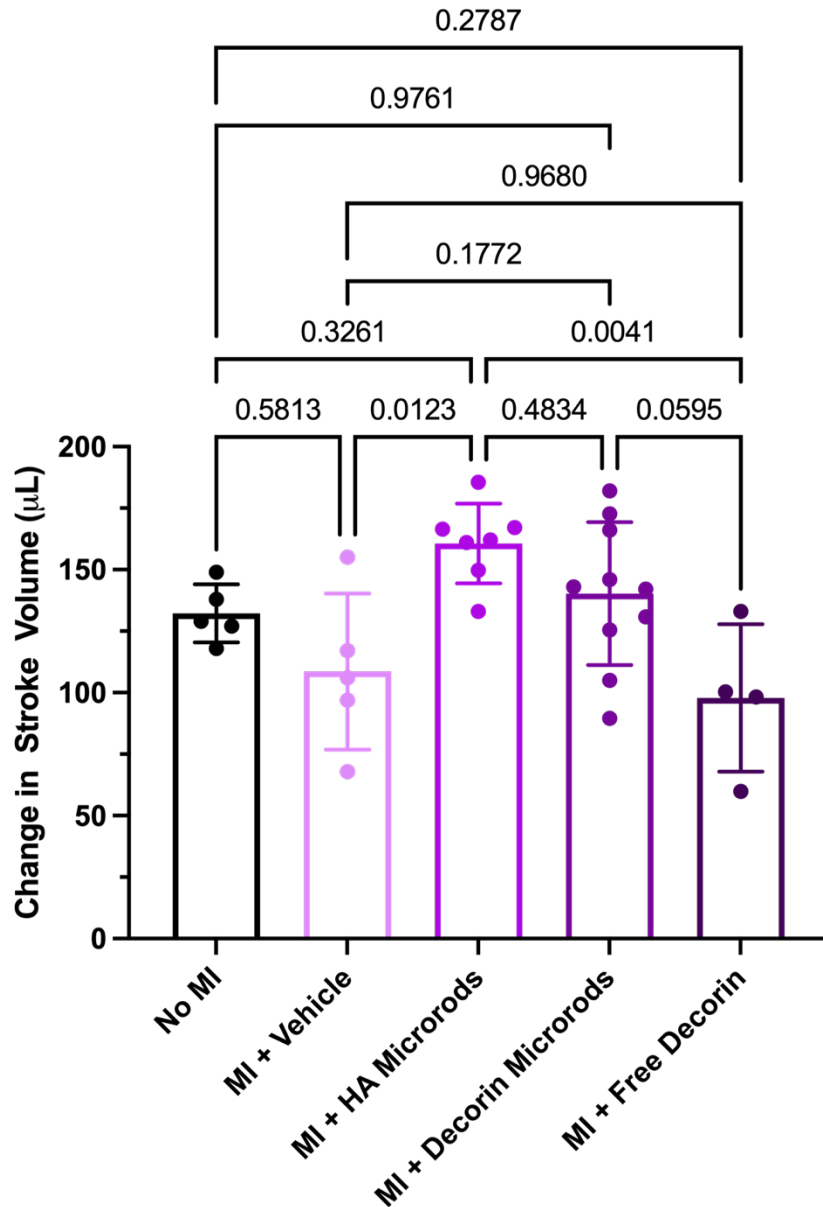 0.2787
0.9761
0.9680
0.1772
0.3261 0.0041
0.5813 0.0123 0.4834 0.0595
Change in Stroke Volume (μL)
200
150
100
50
0
No MI
MI + Vehicle
MI + HA Microrods
MI + Decorin Microrods
MI + Free Decorin